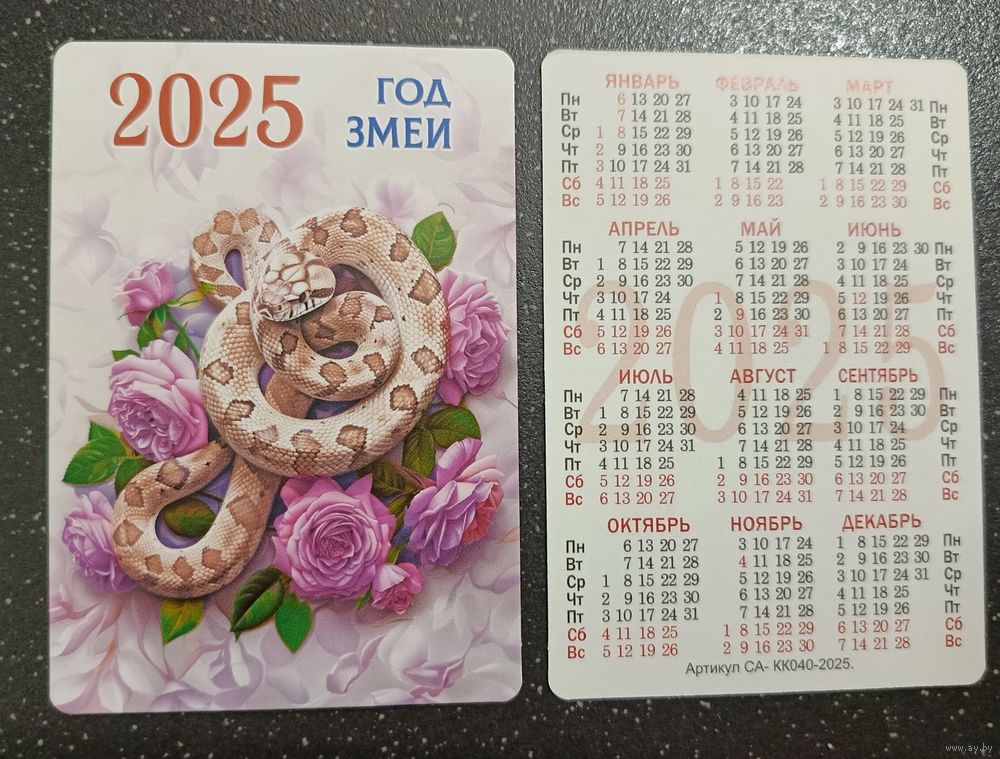 2025
ГОД
ЗМЕИ
ЯНВАРЬ ФЕВРАЛЬ МАРТ
Пн 6 13 20 27 3 10 17 24 3 10 17 24 31 Пн
Вт 7 14 21 28 4 11 18 25 4 11 18 25 Вт
Ср 1 8 15 22 29 5 12 19 26 5 12 19 26 Ср
Чт 2 9 16 23 30 6 13 20 27 6 13 20 27 Чт
Пт 3 10 17 24 31 7 14 21 28 7 14 21 28 Пт
Сб 4 11 18 25 1 8 15 22 1 8 15 22 29 Сб
Вс 5 12 19 26 2 9 16 23 2 9 16 23 30 Вс
АПРЕЛЬ МАЙ ИЮНЬ
Пн 7 14 21 28 5 12 19 26 2 9 16 23 30 Пн
Вт 1 8 15 22 29 6 13 20 27 3 10 17 24 Вт
Ср 2 9 16 23 30 7 14 21 28 4 11 18 25 Ср
Чт 3 10 17 24 1 8 15 22 29 5 12 19 26 Чт
Пт 4 11 18 25 2 9 16 23 30 6 13 20 27 Пт
Сб 5 12 19 26 3 10 17 24 31 7 14 21 28 Сб
Вс 6 13 20 27 4 11 18 25 1 8 15 22 29 Вс
2025
ИЮЛЬ АВГУСТ СЕНТЯБРЬ
Пн 7 14 21 28 4 11 18 25 1 8 15 22 29 Пн
Вт 1 8 15 22 29 5 12 19 26 2 9 16 23 30 Вт
Ср 2 9 16 23 30 6 13 20 27 3 10 17 24 Ср
Чт 3 10 17 24 31 7 14 21 28 4 11 18 25 Чт
Пт 4 11 18 25 1 8 15 22 29 5 12 19 26 Пт
Сб 5 12 19 26 2 9 16 23 30 6 13 20 27 Сб
Вс 6 13 20 27 3 10 17 24 31 7 14 21 28 Вс
ОКТЯБРЬ НОЯБРЬ ДЕКАБРЬ
Пн 6 13 20 27 3 10 17 24 1 8 15 22 29 Пн
Вт 7 14 21 28 4 11 18 25 2 9 16 23 30 Вт
Ср 1 8 15 22 29 5 12 19 26 3 10 17 24 31 Ср
Чт 2 9 16 23 30 6 13 20 27 4 11 18 25 Чт
Пт 3 10 17 24 31 7 14 21 28 5 12 19 26 Пт
Сб 4 11 18 25 1 8 15 22 29 6 13 20 27 Сб
Вс 5 12 19 26 2 9 16 23 30 7 14 21 28 Вс
Артикул СА- КК040-2025.
www.ay.by